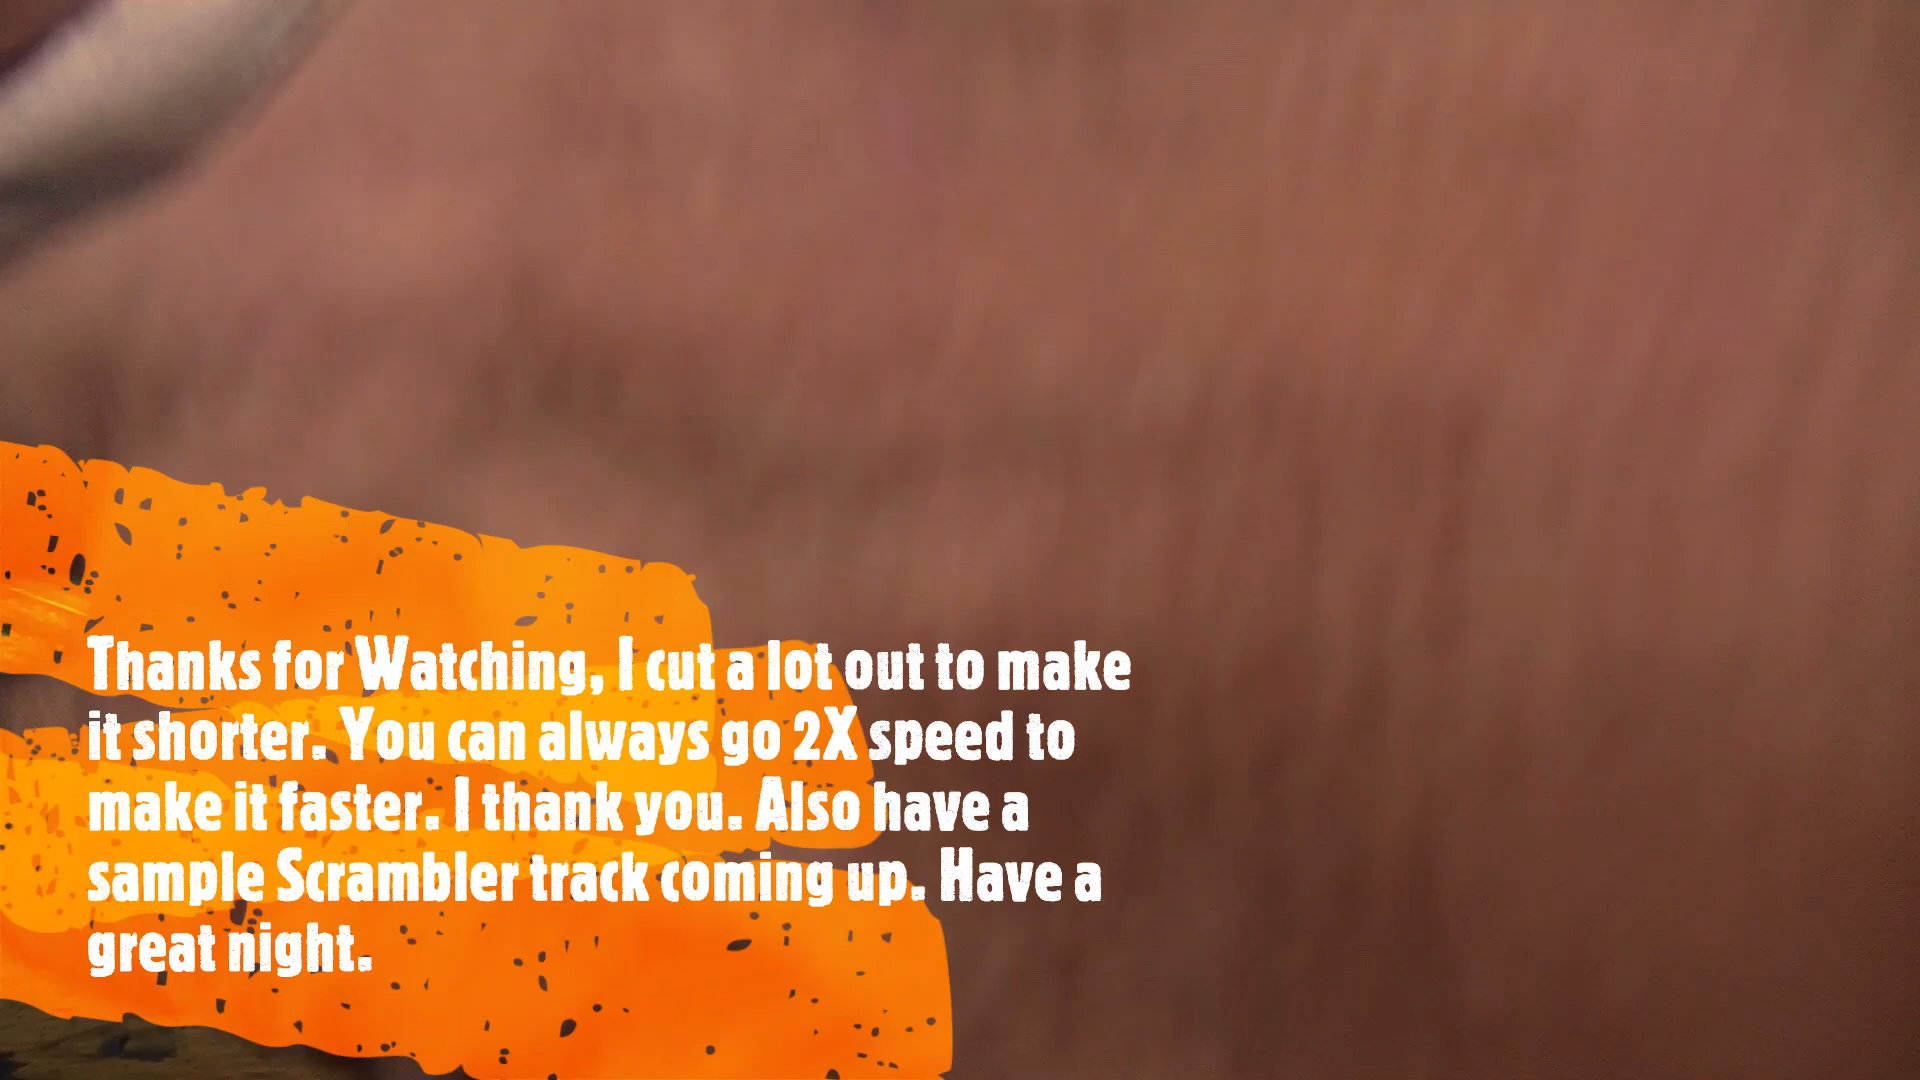 Thanks for Watching, I cut a lot out to make
it shorter. You can always go 2X speed to
make it faster. I thank you. Also have a
sample Scrambler track coming up. Have a
great night.